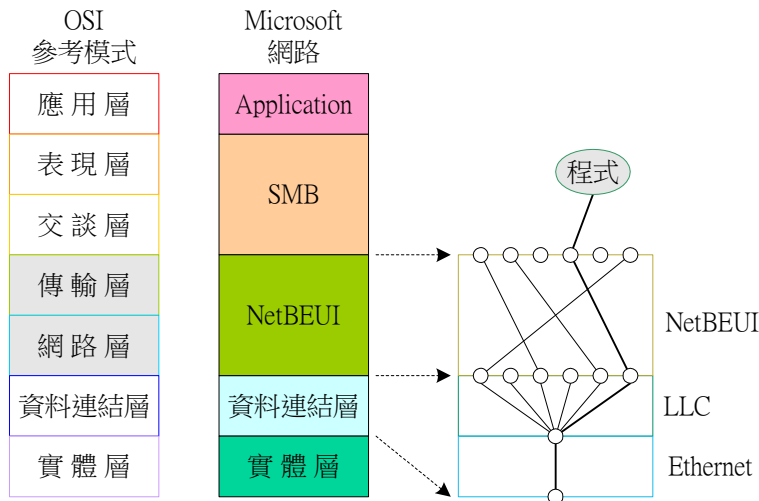 OSI
參考模式
應用層
表現層
交談層
傳輸層
網路層
資料連結層
實體層
Microsoft
網路
Application
SMB
NetBEUI
資料連結層
實體層
程式
NetBEUI
LLC
Ethernet